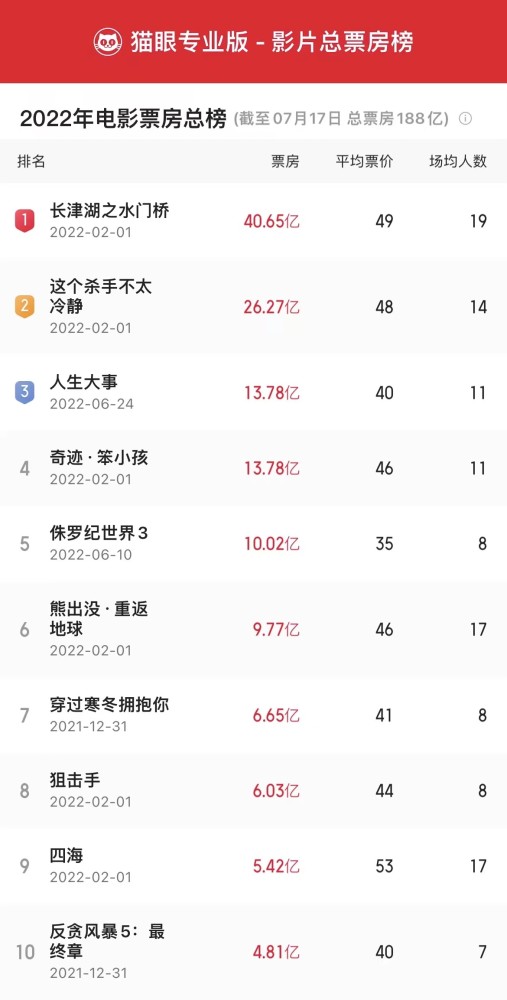 猫眼专业版 - 影片总票房榜
2022年电影票房总榜 (截至07月17日 总票房188亿)
排名 票房 平均票价 场均人数
1 长津湖之水门桥 40.65亿 49 19
2022-02-01
2 这个杀手不太
冷静 26.27亿 48 14
2022-02-01
3 人生大事 13.78亿 40 11
2022-06-24
4 奇迹·笨小孩 13.78亿 46 11
2022-02-01
5 侏罗纪世界3 10.02亿 35 8
2022-06-10
6 熊出没·重返
地球 9.77亿 46 17
2022-02-01
7 穿过寒冬拥抱你 6.65亿 41 8
2021-12-31
8 狙击手 6.03亿 44 8
2022-02-01
9 四海 5.42亿 53 17
2022-02-01
10 反贪风暴5：最
终章 4.81亿 40 7
2021-12-31